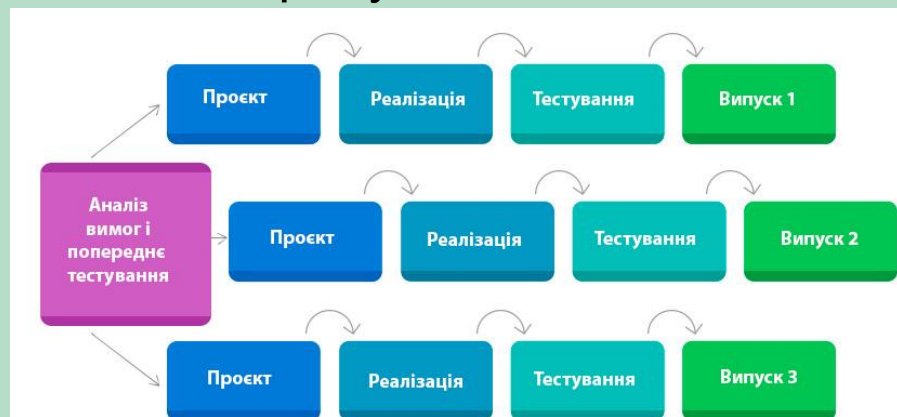 Проєкт
Реалізація
Тестування
Випуск 1
Аналіз
вимог і
попереднє
тестування
Проєкт
Реалізація
Тестування
Випуск 2
Проєкт
Реалізація
Тестування
Випуск 3